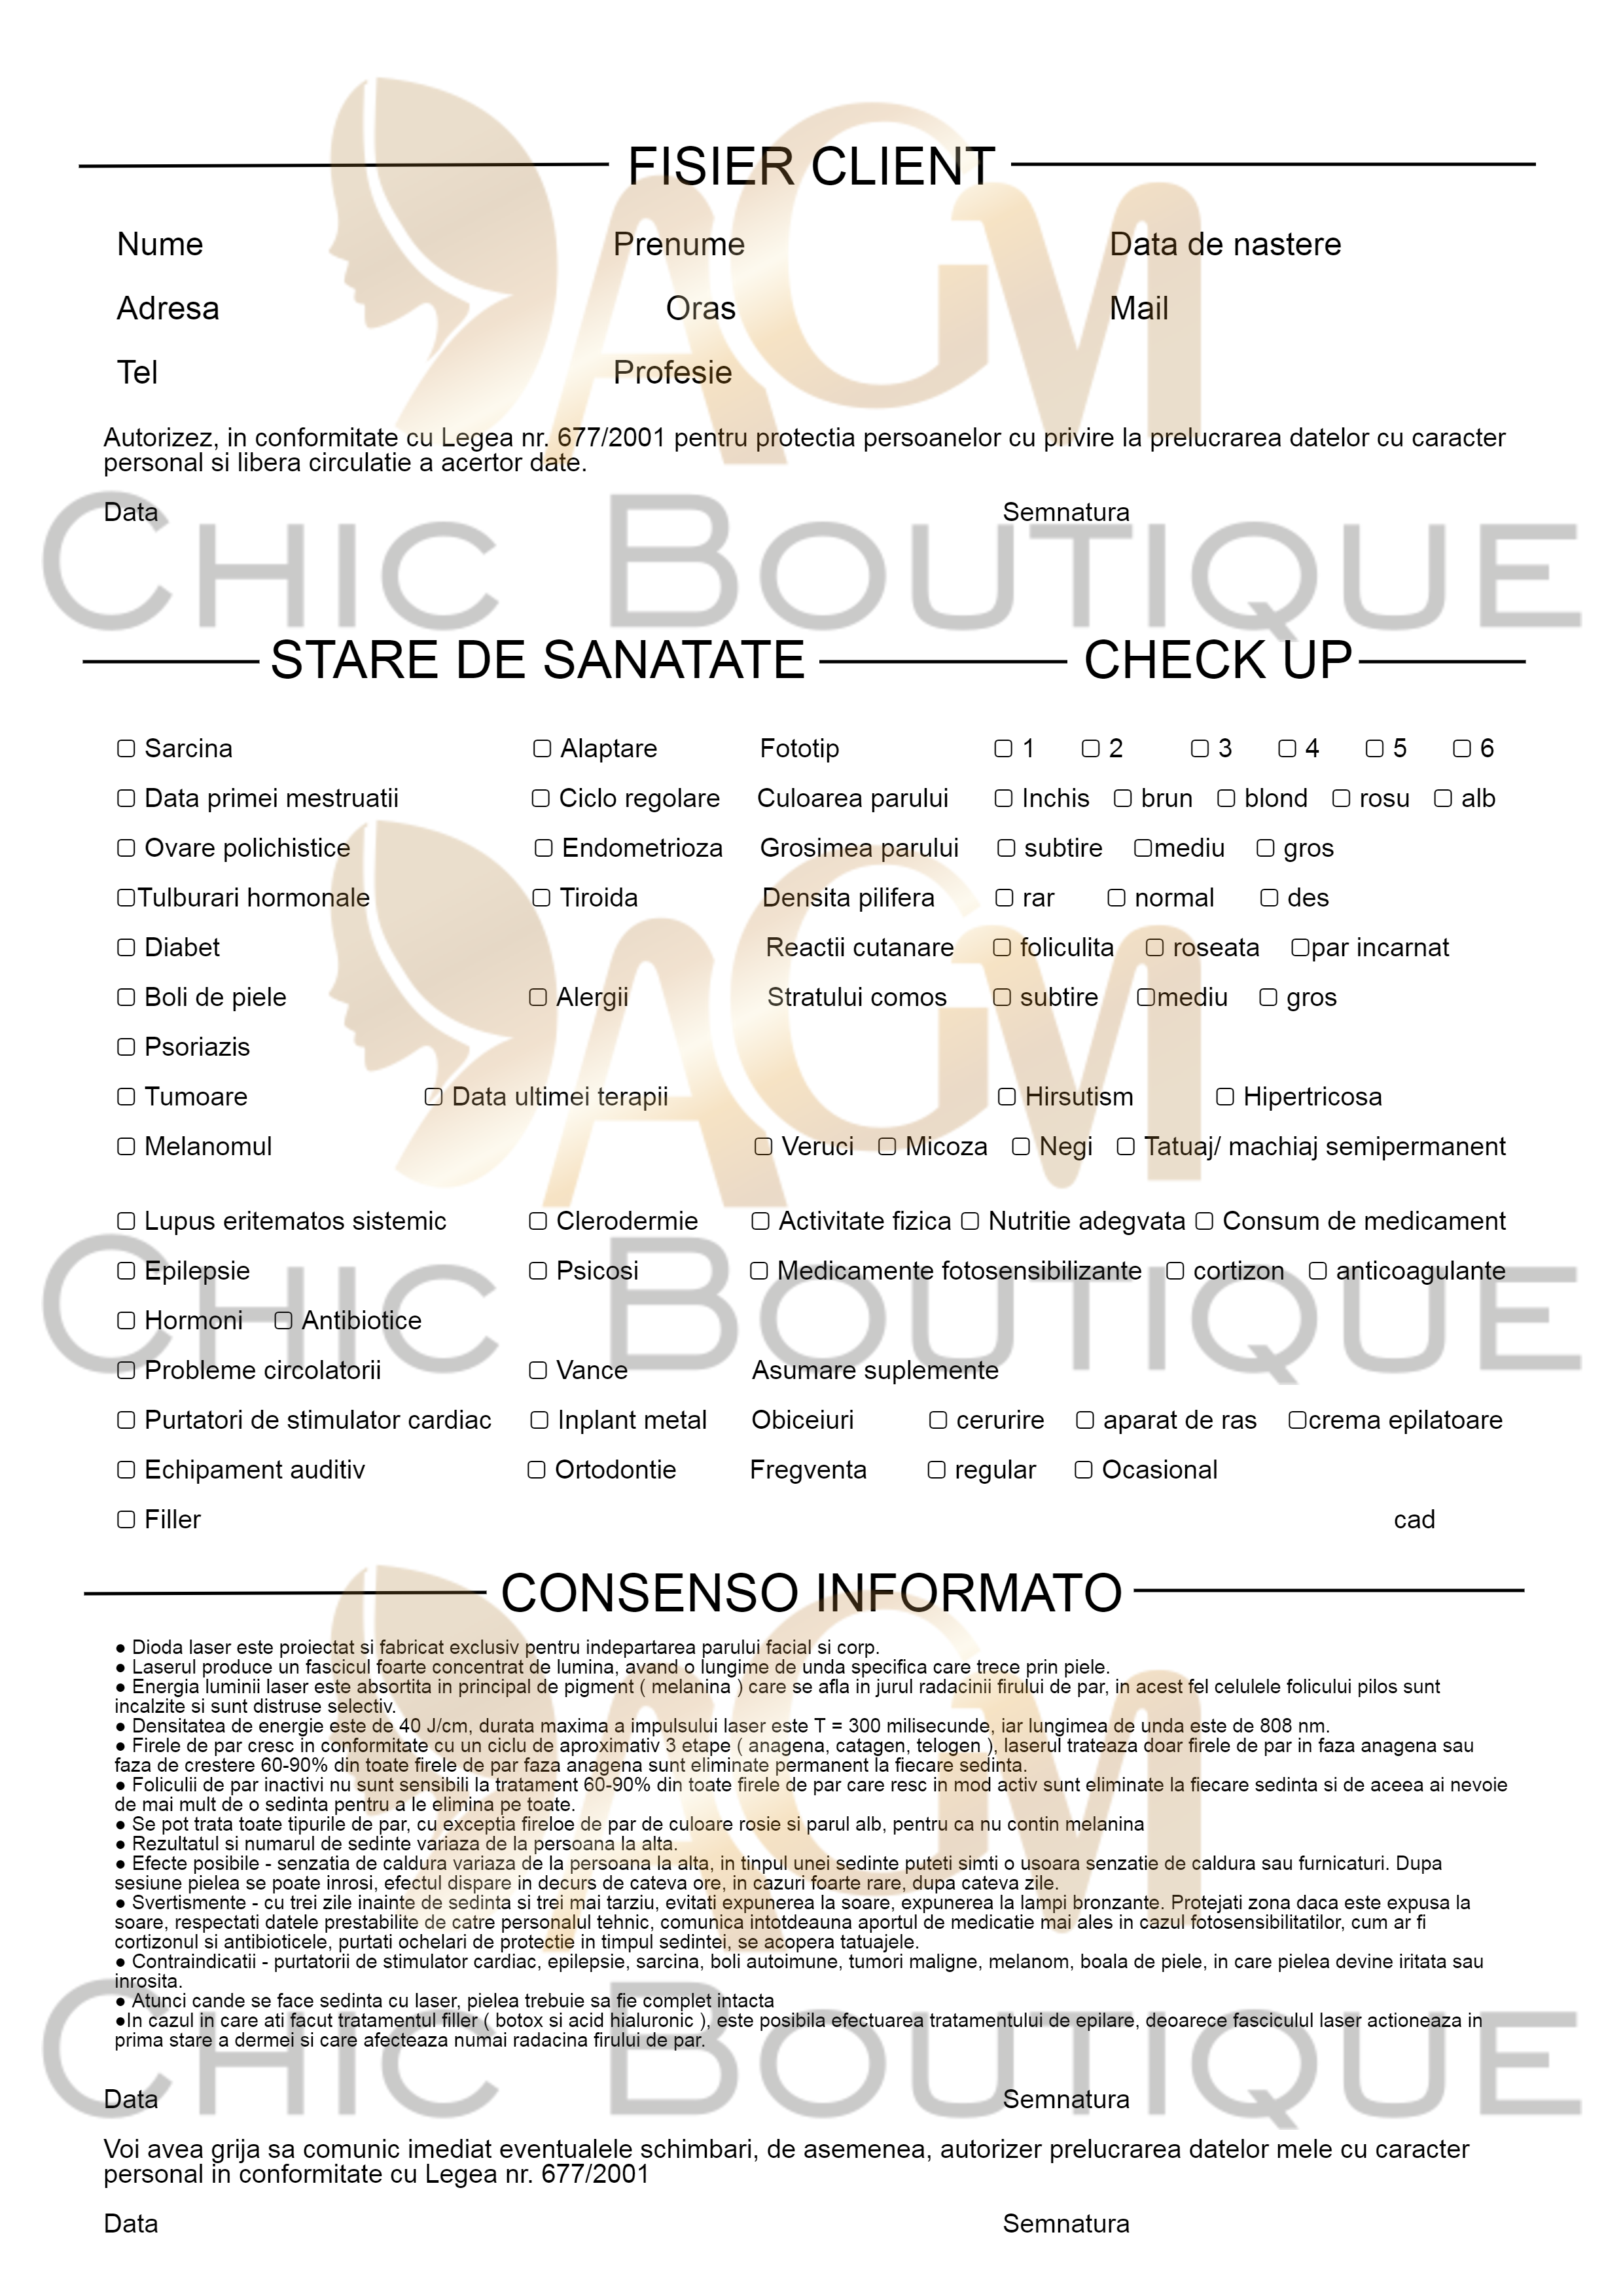 FISIER CLIENT
Nume Prenume Data de nastere
Adresa Oras Mail
Tel Profesie
Autorizez, in conformitate cu Legea nr. 677/2001 pentru protectia persoanelor cu privire la prelucrarea datelor cu caracter
personal si libera circulatie a acertor date.
Data Semnatura
AGM
CHIC BOUTIQUE
STARE DE SANATATE CHECK UP
▢ Sarcina ▢ Alaptare Fototip ▢ 1 ▢ 2 ▢ 3 ▢ 4 ▢ 5 ▢ 6
▢ Data primei mestruatii ▢ Ciclo regolare Culoarea parului ▢ Inchis ▢ brun ▢ blond ▢ rosu ▢ alb
▢ Ovare polichistice ▢ Endometrioza Grosimea parului ▢ subtire ▢mediu ▢ gros
▢Tulburari hormonale ▢ Tiroida Densita pilifera ▢ rar ▢ normal ▢ des
▢ Diabet Reactii cutanare ▢ foliculita ▢ roseata ▢par incarnat
▢ Boli de piele ▢ Alergii Stratului comos ▢ subtire ▢mediu ▢ gros
▢ Psoriazis
▢ Tumoare ▢ Data ultimei terapii ▢ Hirsutism ▢ Hipertricosa
▢ Melanomul ▢ Veruci ▢ Micoza ▢ Negi ▢ Tatuaj/ machiaj semipermanent
AGM
▢ Lupus eritematos sistemic ▢ Clerodermie ▢ Activitate fizica ▢ Nutritie adegvata ▢ Consum de medicament
▢ Epilepsie ▢ Psicosi ▢ Medicamente fotosensibilizante ▢ cortizon ▢ anticoagulante
CHIC BOUTIQUE
▢ Hormoni ▢ Antibiotice
▢ Probleme circolatorii ▢ Vance Asumare suplemente
▢ Purtatori de stimulator cardiac ▢ Inplant metal Obiceiuri ▢ cerurire ▢ aparat de ras ▢crema epilatoare
▢ Echipament auditiv ▢ Ortodontie Fregventa ▢ regular ▢ Ocasional
▢ Filler cad
CONSENSO INFORMATO
● Dioda laser este proiectat si fabricat exclusiv pentru indepartarea parului facial si corp.
● Laserul produce un fascicul foarte concentrat de lumina, avand o lungime de unda specifica care trece prin piele.
● Energia luminii laser este absortita in principal de pigment ( melanina ) care se afla in jurul radacinii firului de par, in acest fel celulele folicului pilos sunt
incalzite si sunt distruse selectiv.
● Densitatea de energie este de 40 J/cm, durata maxima a impulsului laser este T = 300 milisecunde, iar lungimea de unda este de 808 nm.
● Firele de par cresc in conformitate cu un ciclu de aproximativ 3 etape ( anagena, catagen, telogen ), laserul trateaza doar firele de par in faza anagena sau
faza de crestere 60-90% din toate firele de par faza anagena sunt eliminate permanent la fiecare sedinta.
● Foliculii de par inactivi nu sunt sensibili la tratament 60-90% din toate firele de par care resc in mod activ sunt eliminate la fiecare sedinta si de aceea ai nevoie
de mai mult de o sedinta pentru a le elimina pe toate.
● Se pot trata toate tipurile de par, cu exceptia fireloe de par de culoare rosie si parul alb, pentru ca nu contin melanina
● Rezultatul si numarul de sedinte variaza de la persoana la alta.
● Efecte posibile - senzatia de caldura variaza de la persoana la alta, in tinpul unei sedinte puteti simti o usoara senzatie de caldura sau furnicaturi. Dupa
sesiune pielea se poate inrosi, efectul dispare in decurs de cateva ore, in cazuri foarte rare, dupa cateva zile.
● Svertismente - cu trei zile inainte de sedinta si trei mai tarziu, evitati expunerea la soare, expunerea la lampi bronzante. Protejati zona daca este expusa la
soare, respectati datele prestabilite de catre personalul tehnic, comunica intotdeauna aportul de medicatie mai ales in cazul fotosensibilitatilor, cum ar fi
cortizonul si antibioticele, purtati ochelari de protectie in timpul sedintei, se acopera tatuajele.
● Contraindicatii - purtatorii de stimulator cardiac, epilepsie, sarcina, boli autoimune, tumori maligne, melanom, boala de piele, in care pielea devine iritata sau
inrosita.
● Atunci cande se face sedinta cu laser, pielea trebuie sa fie complet intacta
●In cazul in care ati facut tratamentul filler ( botox si acid hialuronic ), este posibila efectuarea tratamentului de epilare, deoarece fasciculul laser actioneaza in
prima stare a dermei si care afecteaza numai radacina firului de par.
AGM
CHIC BOUTIQUE
Data Semnatura
Voi avea grija sa comunic imediat eventualele schimbari, de asemenea, autorizer prelucrarea datelor mele cu caracter
personal in conformitate cu Legea nr. 677/2001
Data Semnatura